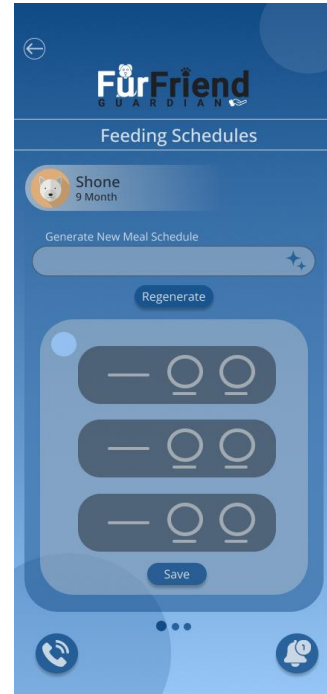 FurFriend
GUARDIAN
Feeding Schedules
Shone
9 Month
Generate New Meal Schedule
Regenerate
Save
1